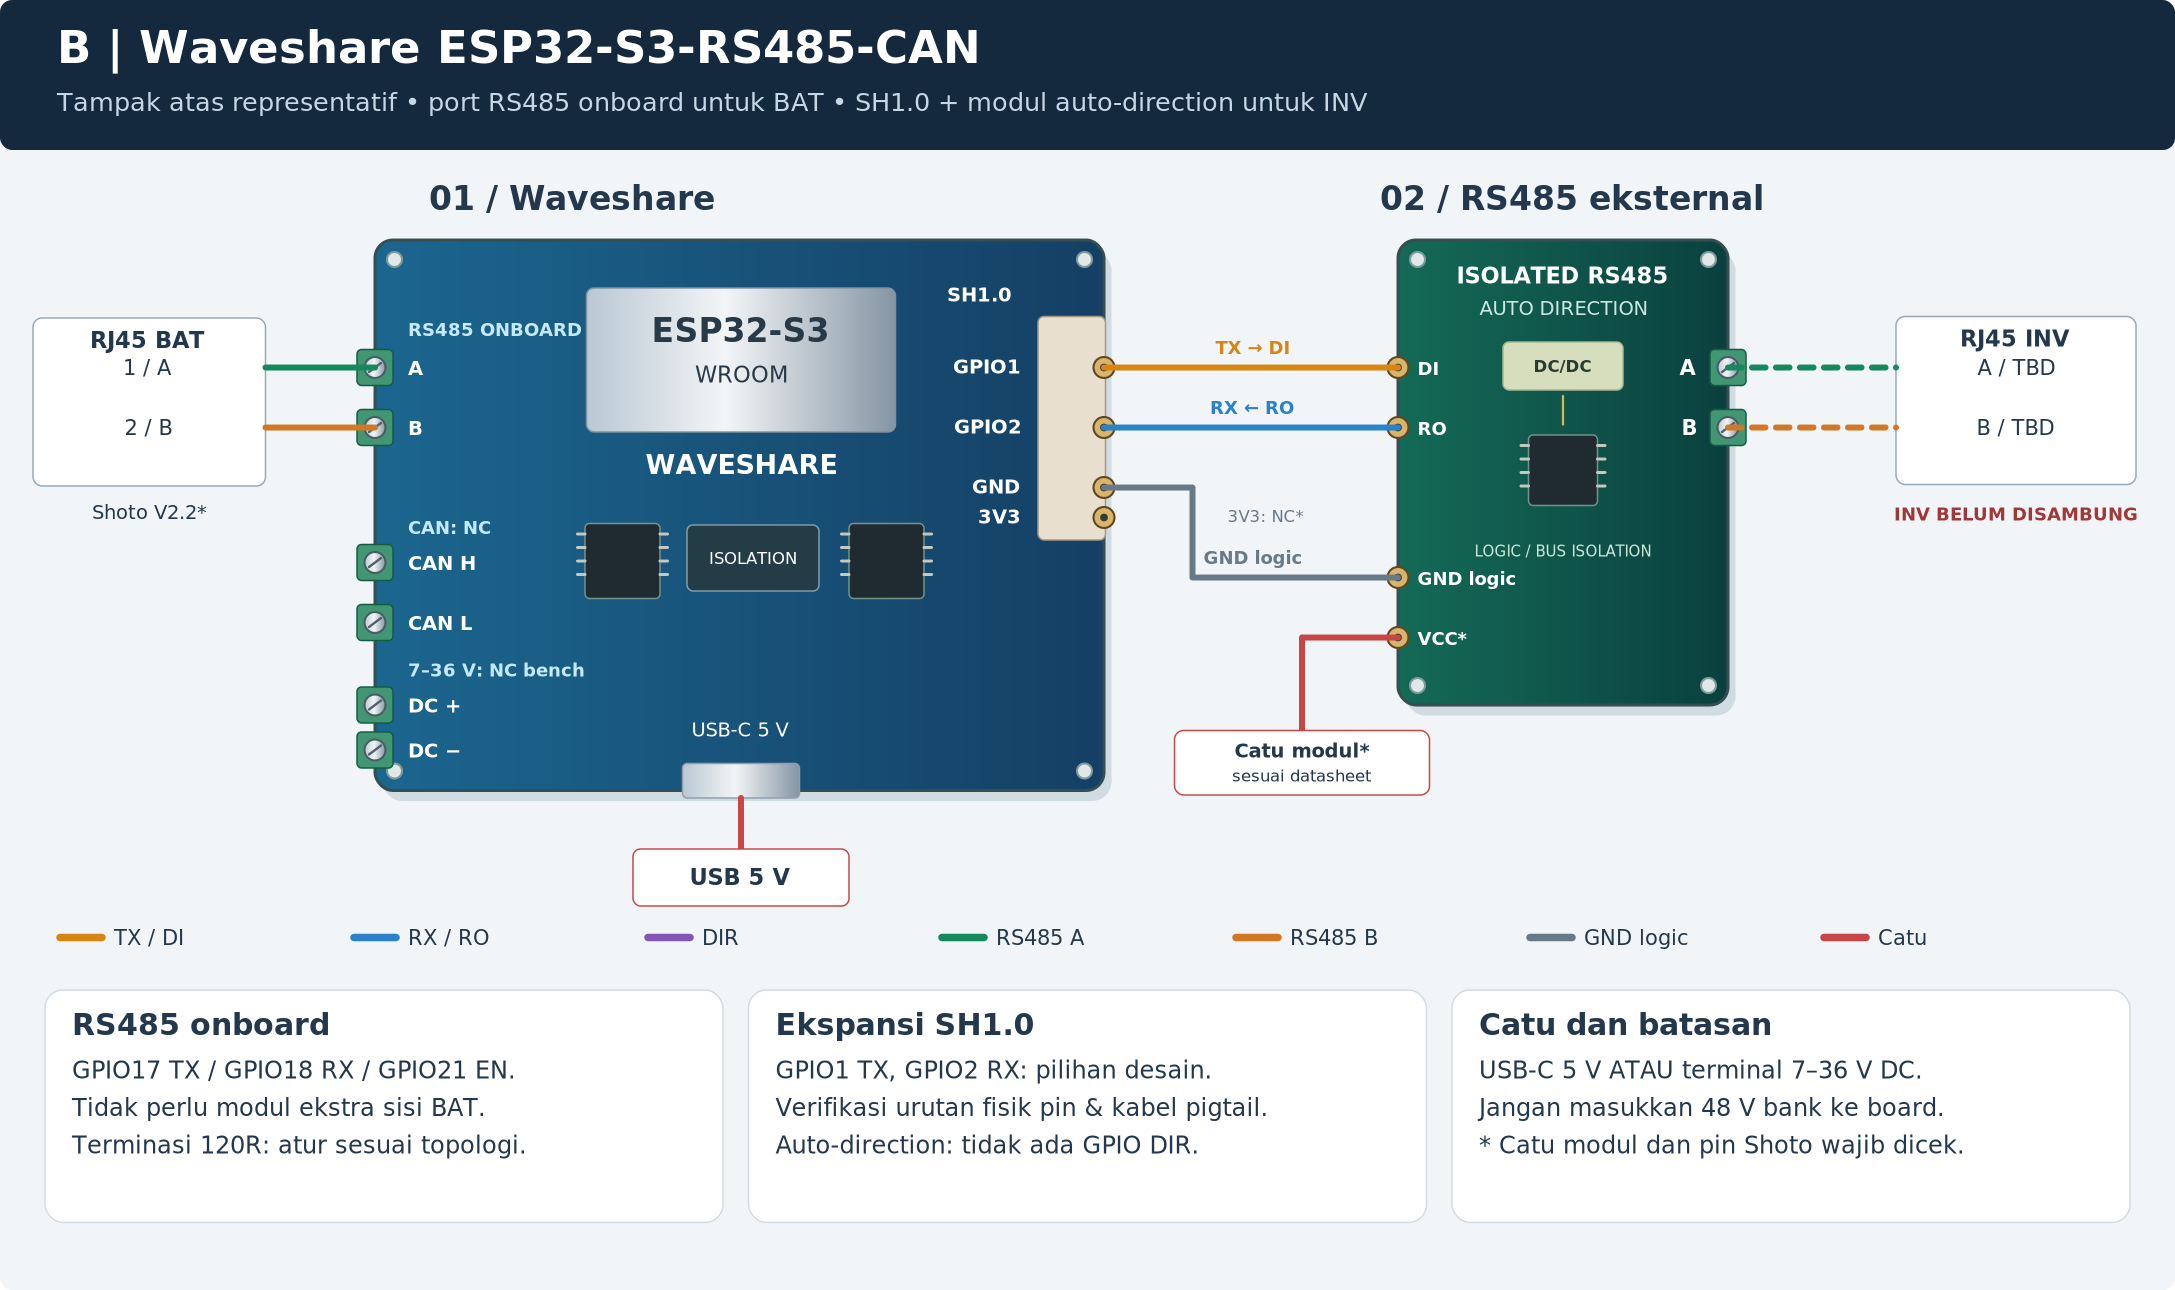 B | Waveshare ESP32-S3-RS485-CAN
Tampak atas representatif • port RS485 onboard untuk BAT • SH1.0 + modul auto-direction untuk INV
01 / Waveshare
02 / RS485 eksternal
RJ45 BAT
1 / A
2 / B
Shoto V2.2*
RS485 ONBOARD
A
B
CAN: NC
CAN H
CAN L
7–36 V: NC bench
DC +
DC −
ESP32-S3
WROOM
WAVESHARE
ISOLATION
USB-C 5 V
USB 5 V
SH1.0
GPIO1
GPIO2
GND
3V3
TX → DI
RX ← RO
3V3: NC*
GND logic
Catu modul*
sesuai datasheet
ISOLATED RS485
AUTO DIRECTION
DI
RO
DC/DC
A
B
LOGIC / BUS ISOLATION
GND logic
VCC*
RJ45 INV
A / TBD
B / TBD
INV BELUM DISAMBUNG
TX / DI
RX / RO
DIR
RS485 A
RS485 B
GND logic
Catu
RS485 onboard
GPIO17 TX / GPIO18 RX / GPIO21 EN.
Tidak perlu modul ekstra sisi BAT.
Terminasi 120R: atur sesuai topologi.
Ekspansi SH1.0
GPIO1 TX, GPIO2 RX: pilihan desain.
Verifikasi urutan fisik pin & kabel pigtail.
Auto-direction: tidak ada GPIO DIR.
Catu dan batasan
USB-C 5 V ATAU terminal 7–36 V DC.
Jangan masukkan 48 V bank ke board.
* Catu modul dan pin Shoto wajib dicek.